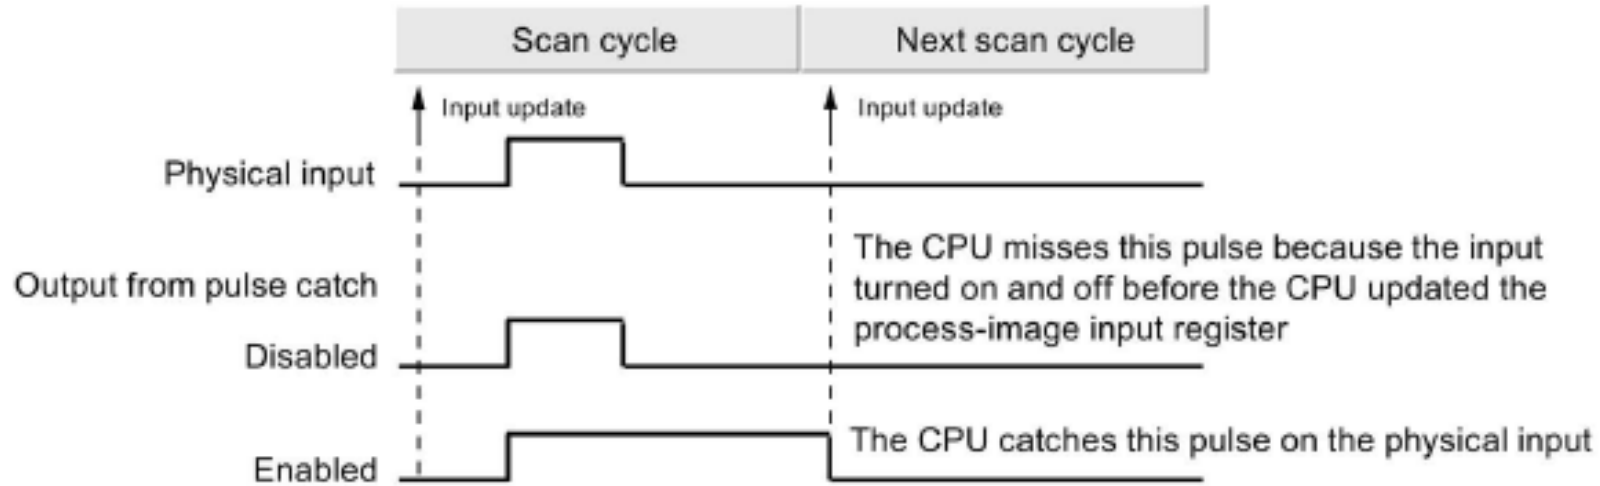 Scan cycle
Next scan cycle
Input update
Input update
Physical input
The CPU misses this pulse because the input
Output from pulse catch
turned on and off before the CPU updated the
process-image input register
Disabled
The CPU catches this pulse on the physical input
Enabled